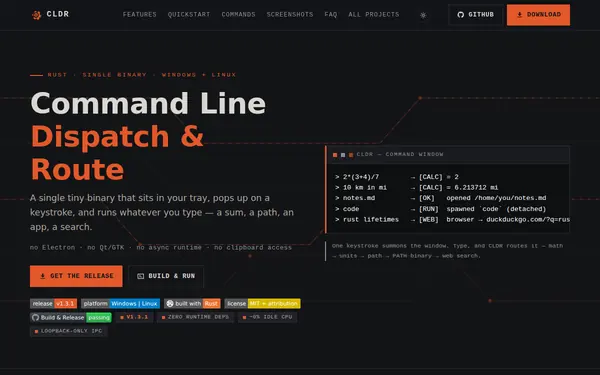 CLDR
FEATURES QUICKSTART COMMANDS SCREENSHOTS FAQ ALL PROJECTS
GITHUB
DOWNLOAD
RUST · SINGLE BINARY · WINDOWS + LINUX
Command Line
Dispatch &
Route
A single tiny binary that sits in your tray, pops up on a
keystroke, and runs whatever you type — a sum, a path, an
app, a search.
no Electron · no Qt/GTK · no async runtime · no clipboard access
GET THE RELEASE
BUILD & RUN
release v1.3.1 platform Windows | Linux built with Rust license MIT + attribution
Build & Release passing V1.3.1 ZERO RUNTIME DEPS ~0% IDLE CPU
LOOPBACK-ONLY IPC
CLDR — COMMAND WINDOW
> 2*(3+4)/7 → [CALC] = 2
> 10 km in mi → [CALC] = 6.213712 mi
> notes.md → [OK] opened /home/you/notes.md
> code → [RUN] spawned `code` (detached)
> rust lifetimes → [WEB] browser → duckduckgo.com/?q=rus
One keystroke summons the window. Type, and CLDR routes it — math
→ units → path → PATH binary → web search.